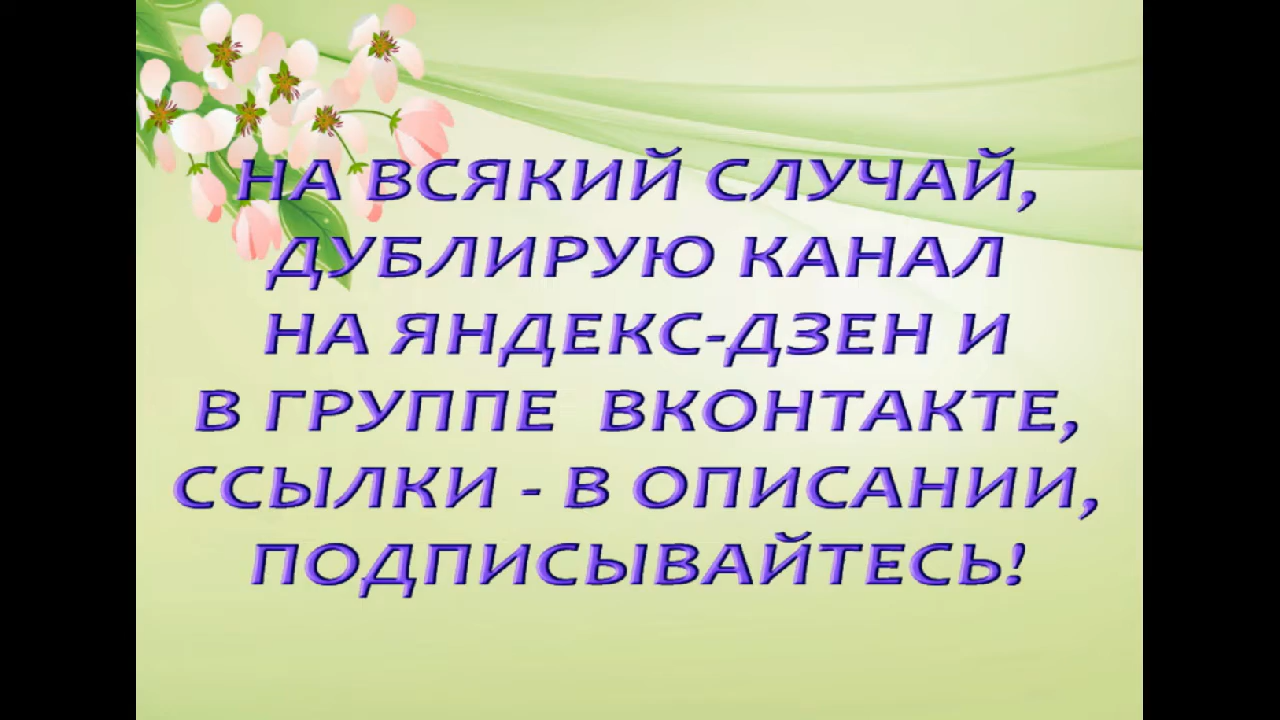 НА ВСЯКИЙ СЛУЧАЙ,
ДУБЛИРУЮ КАНАЛ
НА ЯНДЕКС-ДЗЕН И
В ГРУППЕ ВКОНТАКТЕ,
ССЫЛКИ - В ОПИСАНИИ,
ПОДПИСЫВАЙТЕСЬ!